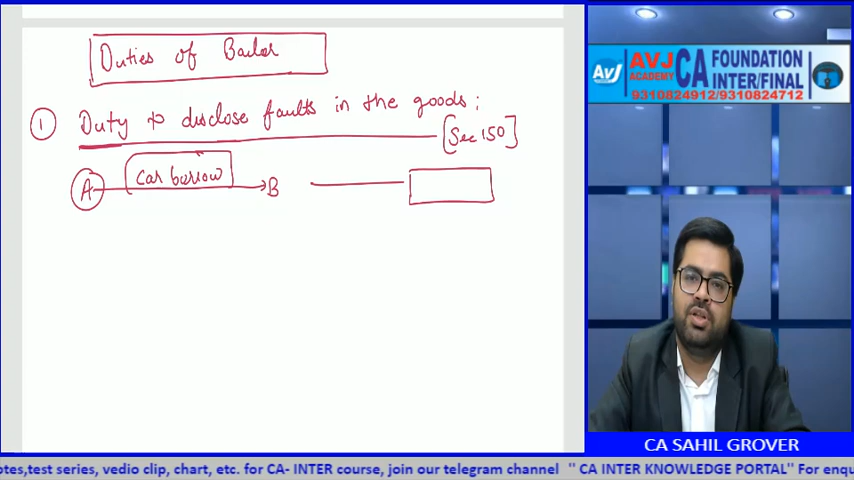 Duties of Bailor
① Duty to disclose faults in the goods :
[Sec 150]
A car borrow B
AVJ
AVJ ACADEMY
CA FOUNDATION
INTER/FINAL
9310824912/9310824712
CA SAHIL GROVER
otes,test series, vedio clip, chart, etc. for CA- INTER course, join our telegram channel " CA INTER KNOWLEDGE PORTAL" For enqu